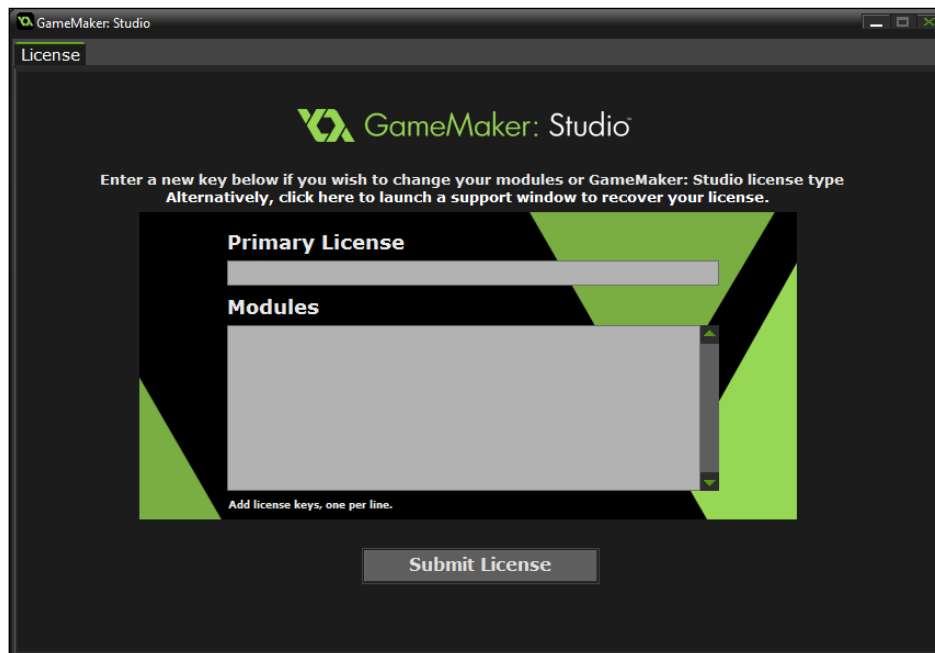 GameMaker: Studio
License
GameMaker: Studio™
Enter a new key below if you wish to change your modules or GameMaker: Studio license type
Alternatively, click here to launch a support window to recover your license.
Primary License
Modules
Add license keys, one per line.
Submit License